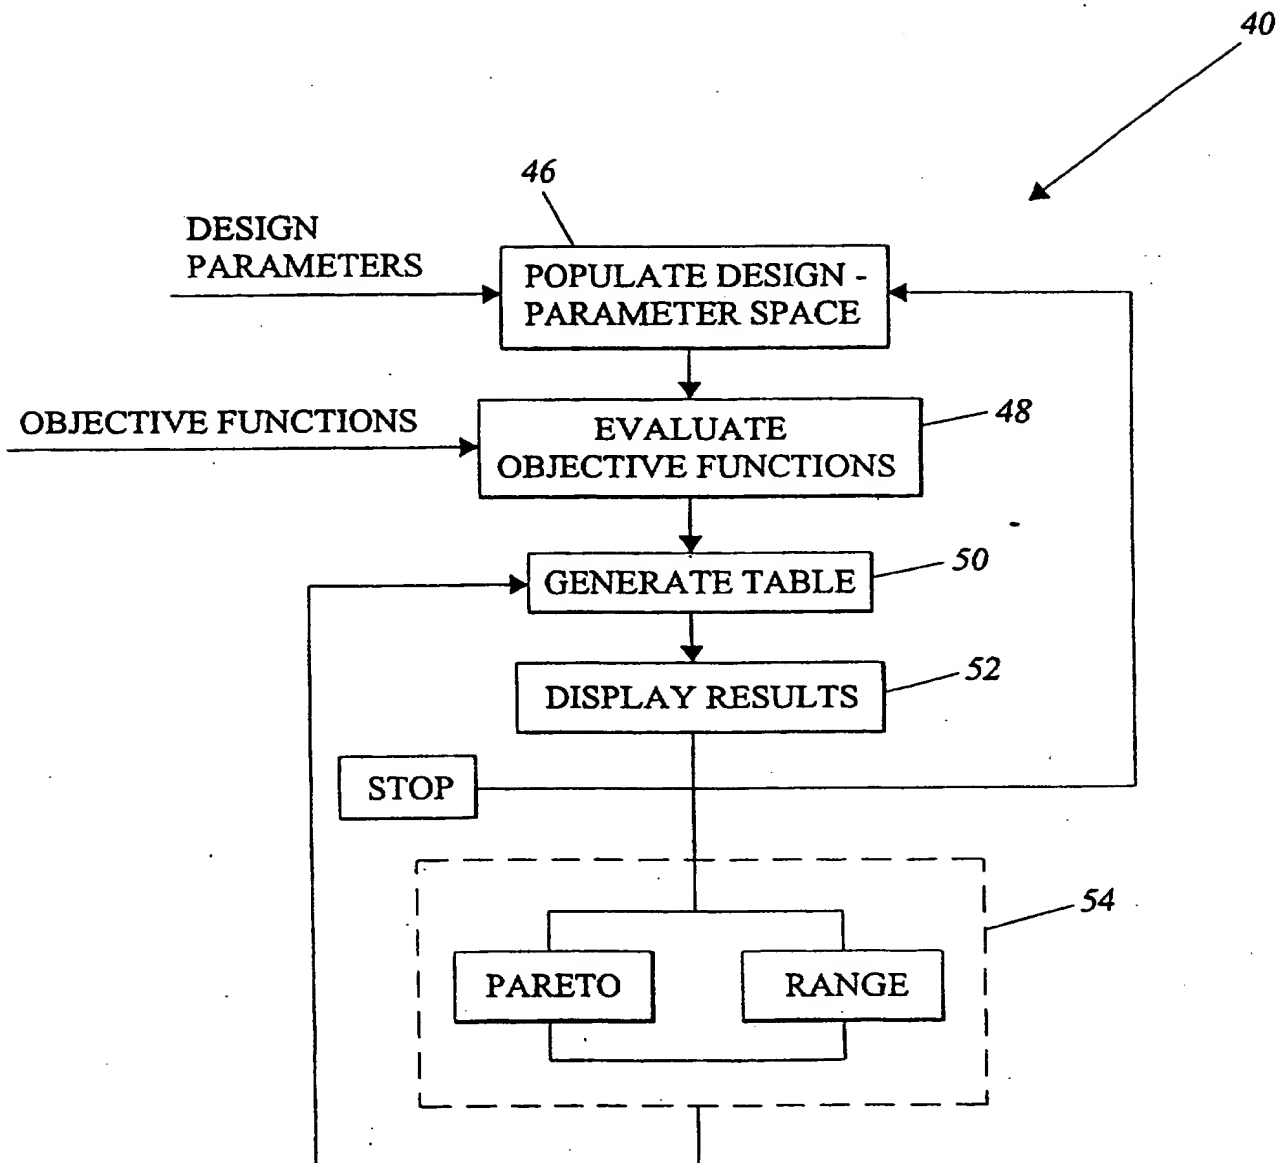 40
46
DESIGN
PARAMETERS
POPULATE DESIGN -
PARAMETER SPACE
OBJECTIVE FUNCTIONS
48
EVALUATE
OBJECTIVE FUNCTIONS
50
GENERATE TABLE
52
DISPLAY RESULTS
STOP
54
PARETO
RANGE